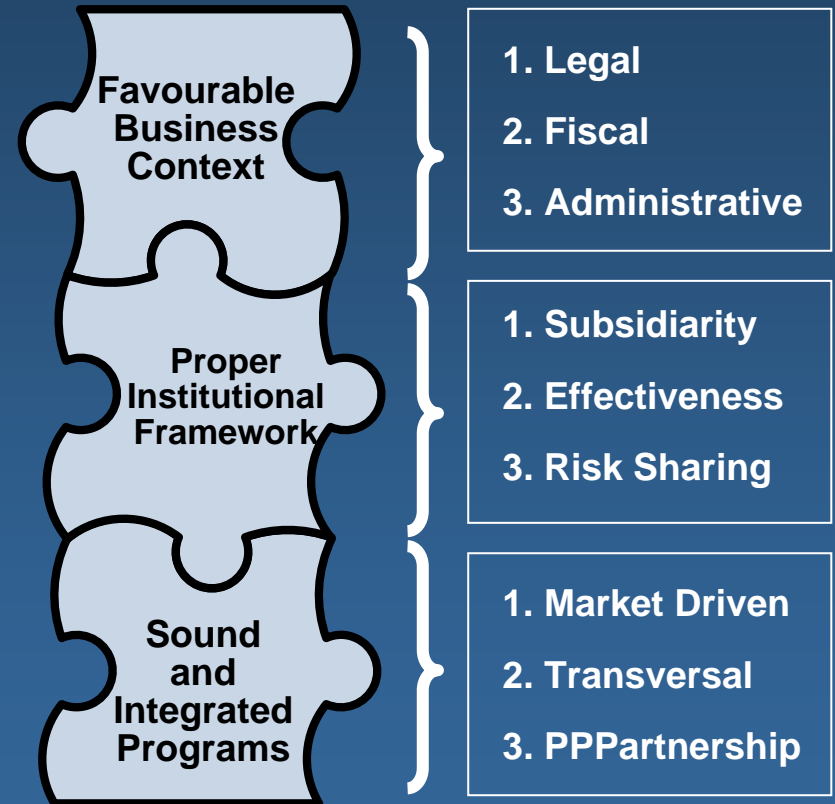 Favourable
Business
Context
1. Legal
2. Fiscal
3. Administrative
Proper
Institutional
Framework
1. Subsidiarity
2. Effectiveness
3. Risk Sharing
Sound
and
Integrated
Programs
1. Market Driven
2. Transversal
3. PPPartnership